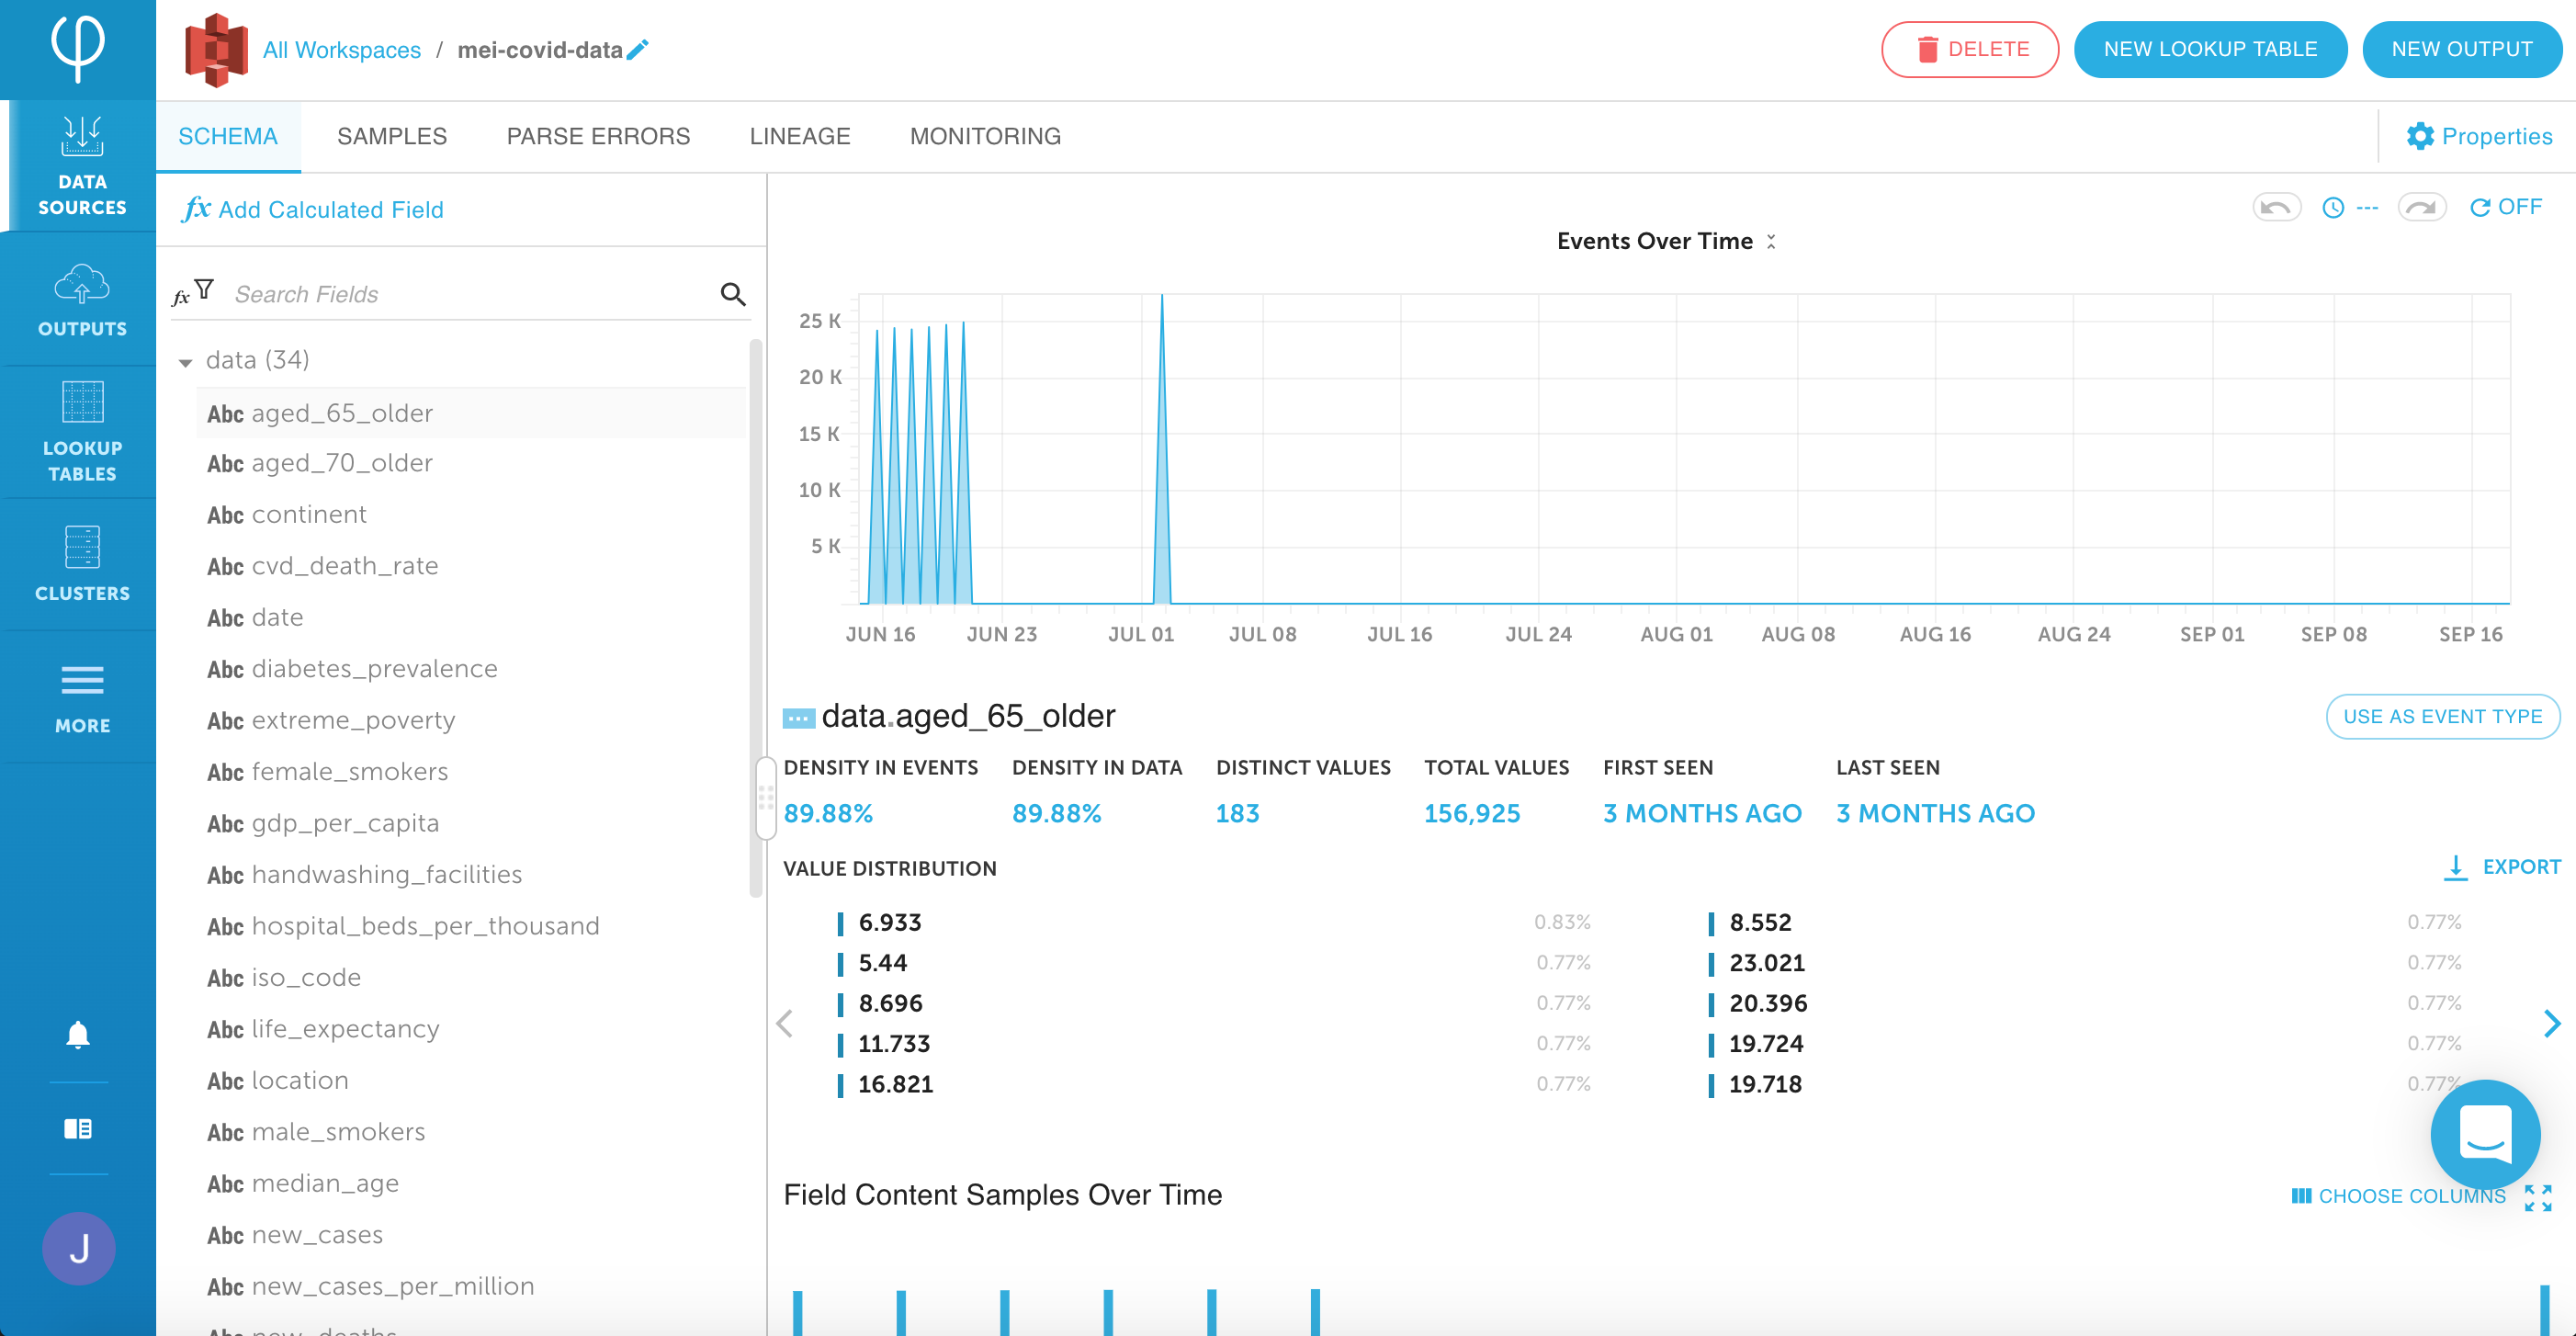 All Workspaces / mei-covid-data
DELETE
NEW LOOKUP TABLE
NEW OUTPUT
DATA
SOURCES
OUTPUTS
LOOKUP
TABLES
CLUSTERS
MORE
J
SCHEMA
SAMPLES
PARSE ERRORS
LINEAGE
MONITORING
Properties
fx Add Calculated Field
fx Search Fields
data (34)
Abc aged_65_older
Abc aged_70_older
Abc continent
Abc cvd_death_rate
Abc date
Abc diabetes_prevalence
Abc extreme_poverty
Abc female_smokers
Abc gdp_per_capita
Abc handwashing_facilities
Abc hospital_beds_per_thousand
Abc iso_code
Abc life_expectancy
Abc location
Abc male_smokers
Abc median_age
Abc new_cases
Abc new_cases_per_million
Abc new_deaths
--- OFF
Events Over Time
25 K
20 K
15 K
10 K
5 K
JUN 16 JUN 23 JUL 01 JUL 08 JUL 16 JUL 24 AUG 01 AUG 08 AUG 16 AUG 24 SEP 01 SEP 08 SEP 16
data.aged_65_older
USE AS EVENT TYPE
DENSITY IN EVENTS DENSITY IN DATA DISTINCT VALUES TOTAL VALUES FIRST SEEN LAST SEEN
89.88% 89.88% 183 156,925 3 MONTHS AGO 3 MONTHS AGO
VALUE DISTRIBUTION
EXPORT
6.933 0.83% 8.552 0.77%
5.44 0.77% 23.021 0.77%
8.696 0.77% 20.396 0.77%
11.733 0.77% 19.724 0.77%
16.821 0.77% 19.718 0.77%
Field Content Samples Over Time
CHOOSE COLUMNS